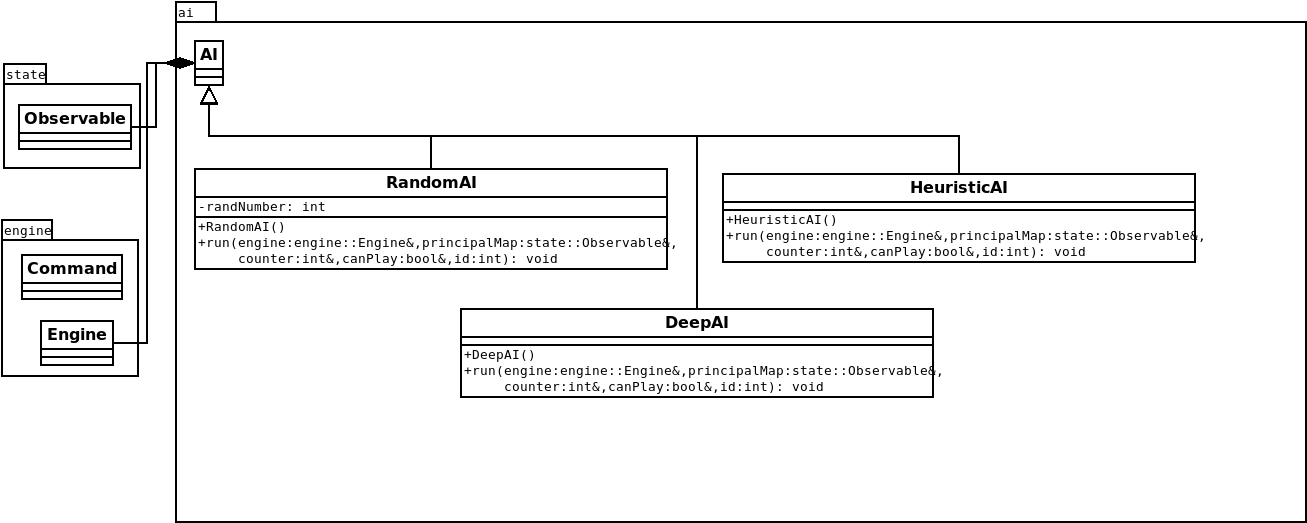 ai
AI
state
Observable
engine
Command
Engine
RandomAI
-randNumber: int
+RandomAI()
+run(engine:engine::Engine&,principalMap:state::Observable&,
counter:int&,canPlay:bool&,id:int): void
HeuristicAI
+HeuristicAI()
+run(engine:engine::Engine&,principalMap:state::Observable&,
counter:int&,canPlay:bool&,id:int): void
DeepAI
+DeepAI()
+run(engine:engine::Engine&,principalMap:state::Observable&,
counter:int&,canPlay:bool&,id:int): void